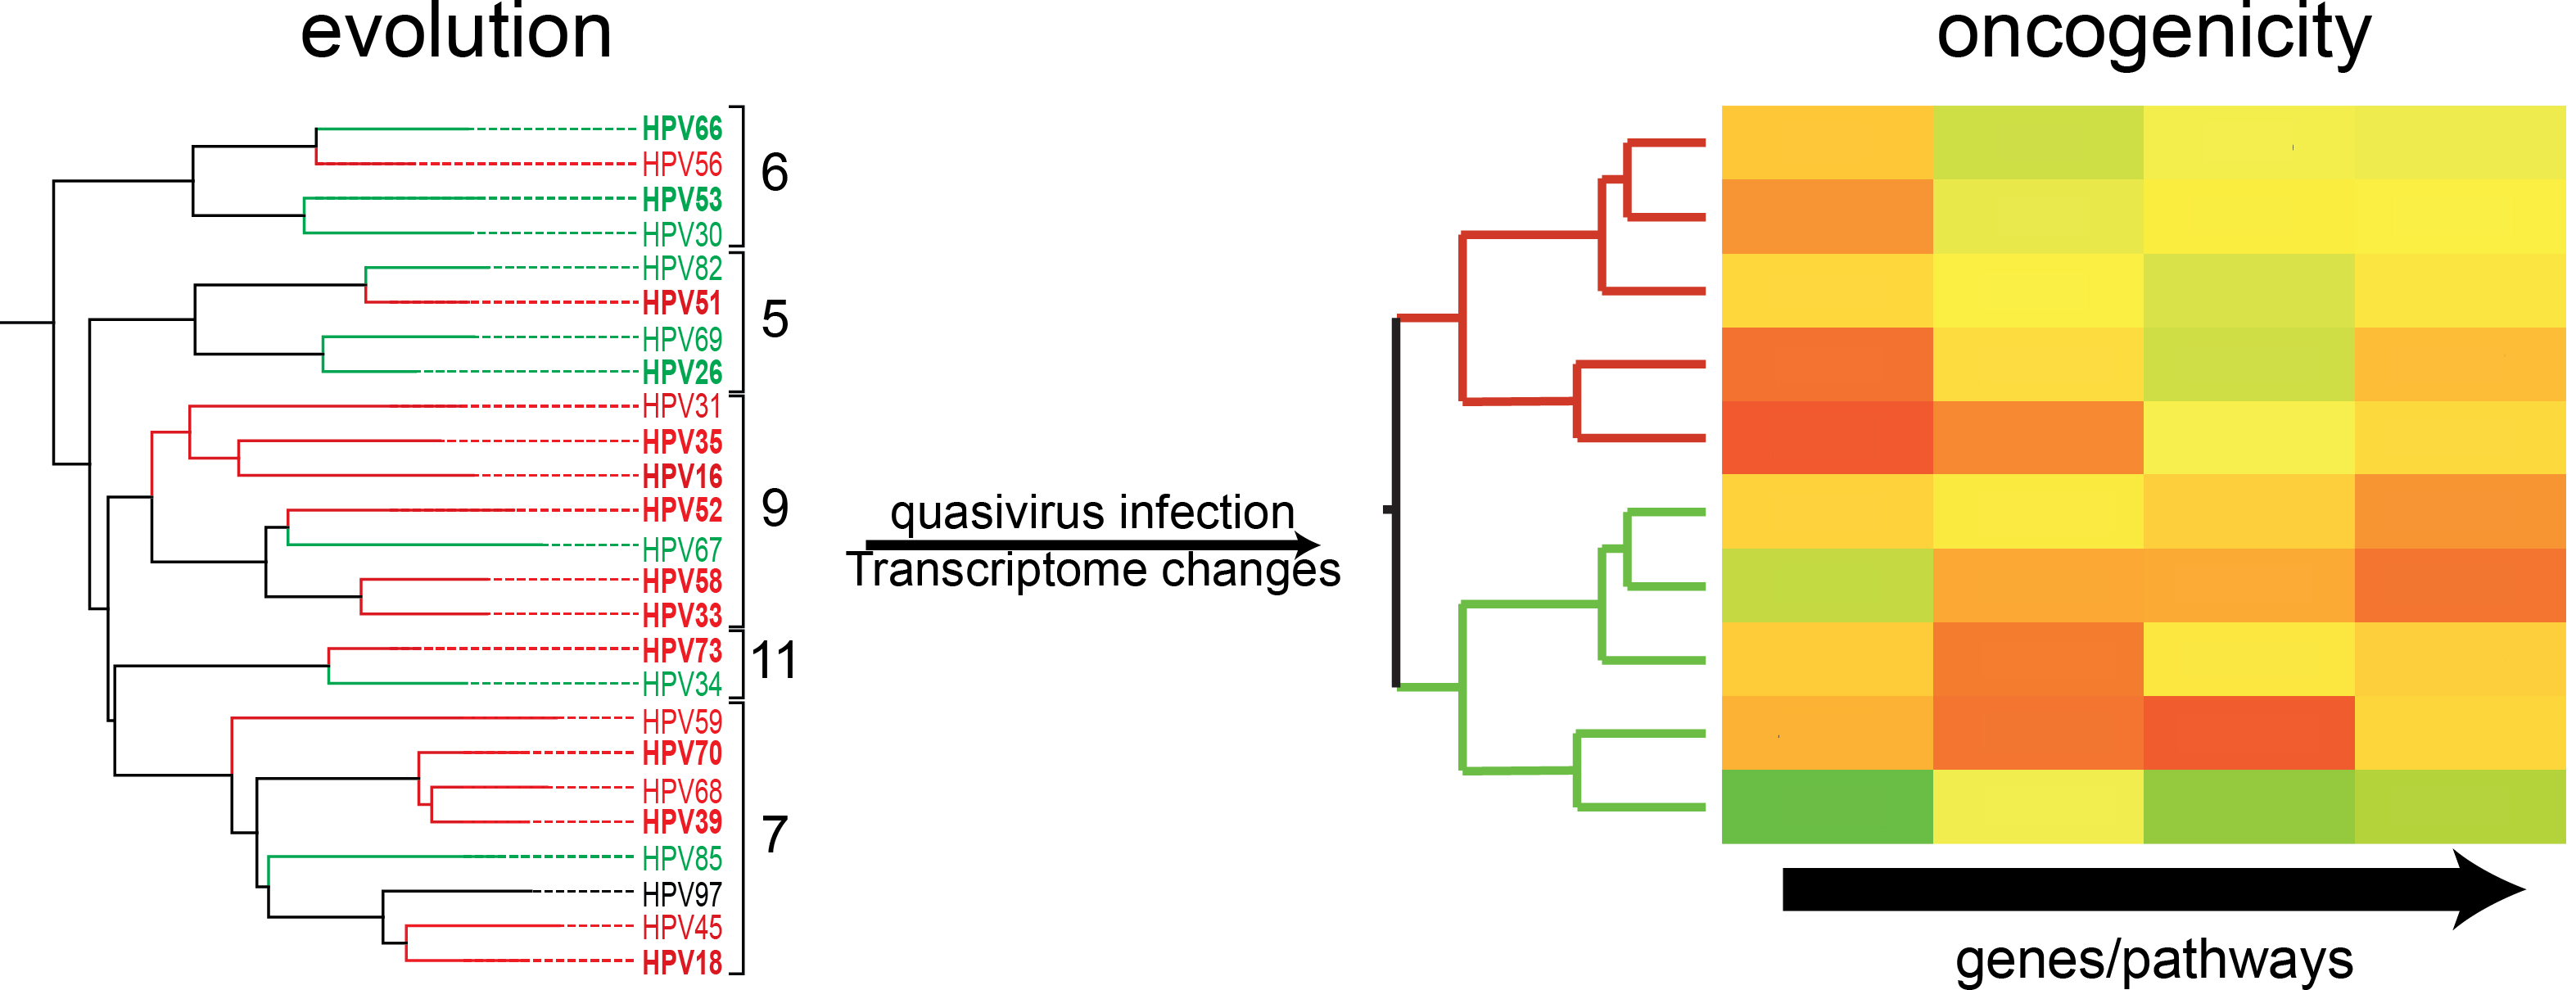 evolution
oncogenicity
HPV66
HPV56
HPV53
HPV30
6
HPV82
HPV51
HPV69
HPV26
5
HPV31
HPV35
HPV16
HPV52
HPV67
HPV58
HPV33
9
HPV73
HPV34
11
HPV59
HPV70
HPV68
HPV39
HPV85
HPV97
HPV45
HPV18
7
quasivirus infection
Transcriptome changes
genes/pathways